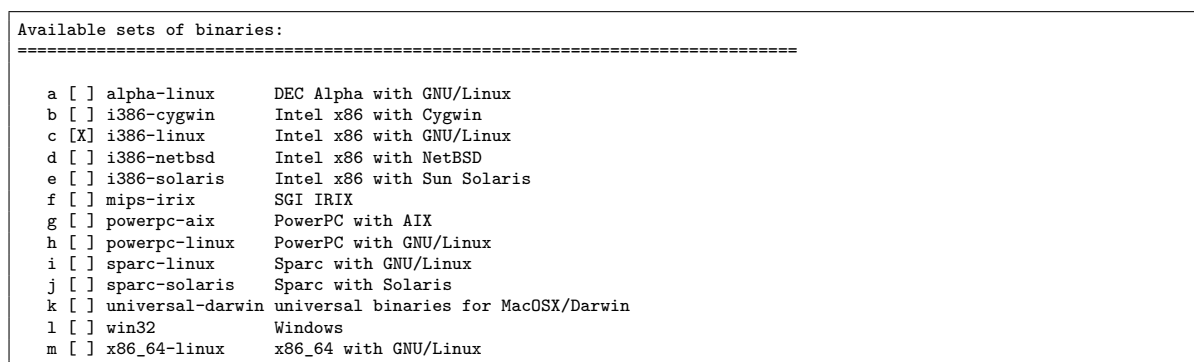 Available sets of binaries:
===============================================================================
a [ ] alpha-linux DEC Alpha with GNU/Linux
b [ ] i386-cygwin Intel x86 with Cygwin
c [X] i386-linux Intel x86 with GNU/Linux
d [ ] i386-netbsd Intel x86 with NetBSD
e [ ] i386-solaris Intel x86 with Sun Solaris
f [ ] mips-irix SGI IRIX
g [ ] powerpc-aix PowerPC with AIX
h [ ] powerpc-linux PowerPC with GNU/Linux
i [ ] sparc-linux Sparc with GNU/Linux
j [ ] sparc-solaris Sparc with Solaris
k [ ] universal-darwin universal binaries for MacOSX/Darwin
l [ ] win32 Windows
m [ ] x86_64-linux x86_64 with GNU/Linux